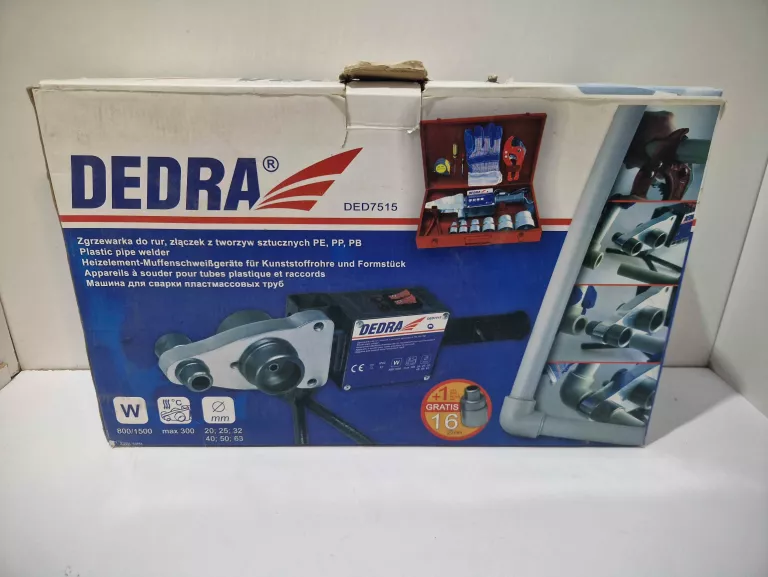 DEDRA®
DED7515
Zgrzewarka do rur, złączek z tworzyw sztucznych PE, PP, PB
Plastic pipe welder
Heizelement-Muffenschweißgeräte für Kunststoffrohre und Formstück
Appareils à souder pour tubes plastique et raccords
Машина для сварки пластмассовых труб
DEDRA
DEDRA
W
CE
+1
GRATIS
16
W
°C
Ø
mm
800/1500
max 300
20; 25; 32
40; 50; 63